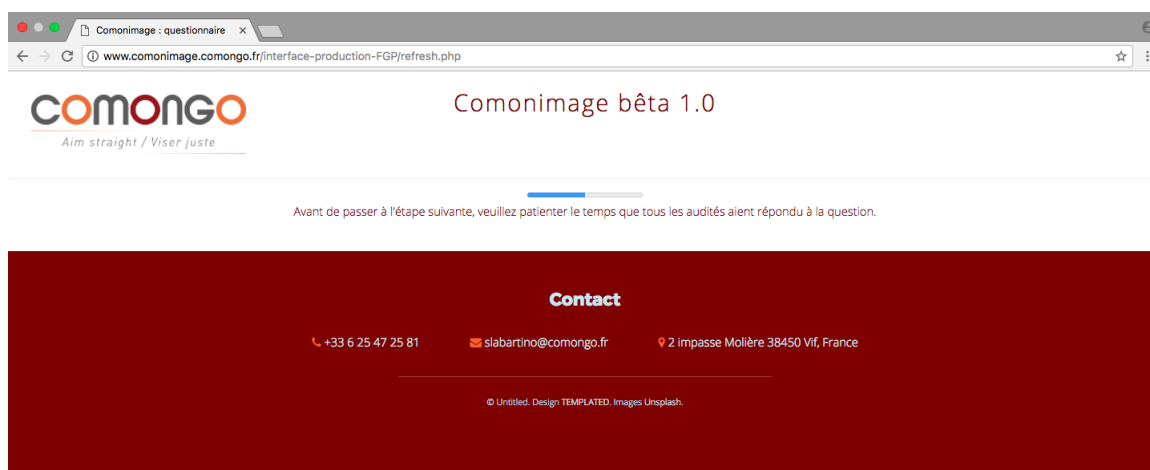 Comonimage : questionnaire
www.comonimage.comongo.fr/interface-production-FGP/refresh.php
comongo
Aim straight / Viser juste
Comonimage bêta 1.0
Avant de passer à l'étape suivante, veuillez patienter le temps que tous les audités aient répondu à la question.
Contact
+33 6 25 47 25 81 slabartino@comongo.fr 2 impasse Molière 38450 Vif, France
© Untitled. Design TEMPLATED. Images Unsplash.